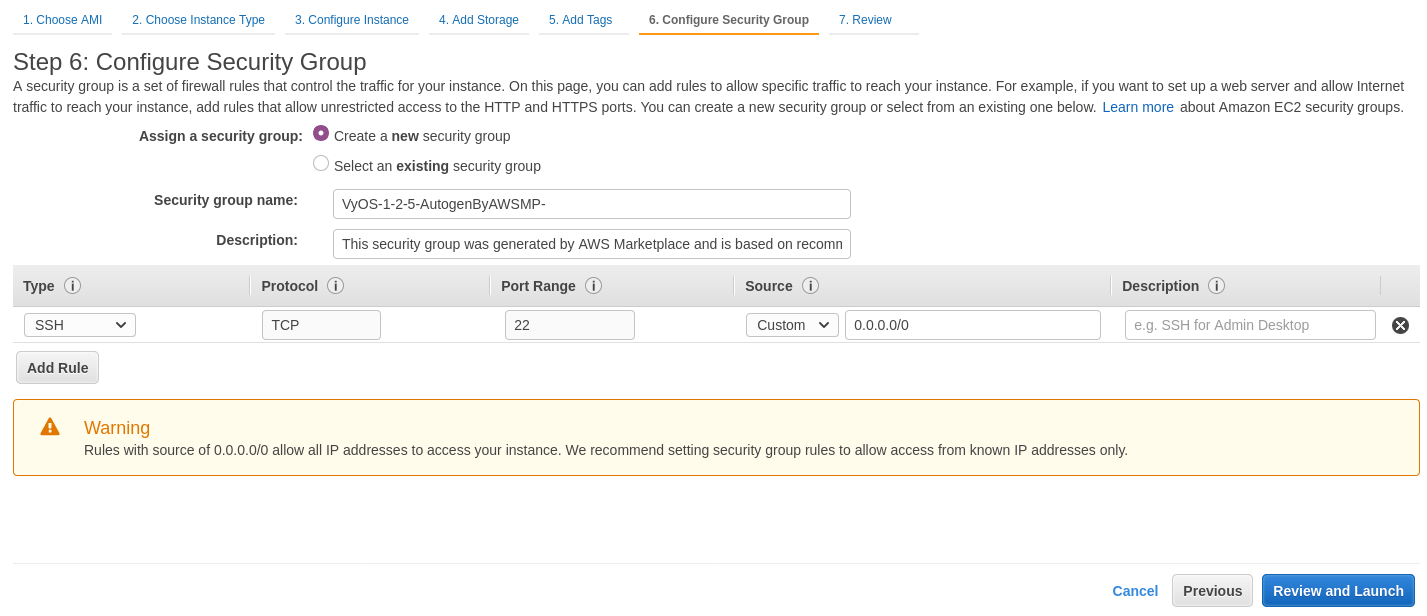 1. Choose AMI 2. Choose Instance Type 3. Configure Instance 4. Add Storage 5. Add Tags 6. Configure Security Group 7. Review
Step 6: Configure Security Group
A security group is a set of firewall rules that control the traffic for your instance. On this page, you can add rules to allow specific traffic to reach your instance. For example, if you want to set up a web server and allow Internet
traffic to reach your instance, add rules that allow unrestricted access to the HTTP and HTTPS ports. You can create a new security group or select from an existing one below. Learn more about Amazon EC2 security groups.
Assign a security group: Create a new security group
Select an existing security group
Security group name: VyOS-1-2-5-AutogenByAWSMP-
Description: This security group was generated by AWS Marketplace and is based on recomm
Type i Protocol i Port Range i Source i Description i
SSH TCP 22 Custom 0.0.0.0/0 e.g. SSH for Admin Desktop
Add Rule
Warning
Rules with source of 0.0.0.0/0 allow all IP addresses to access your instance. We recommend setting security group rules to allow access from known IP addresses only.
Cancel Previous Review and Launch